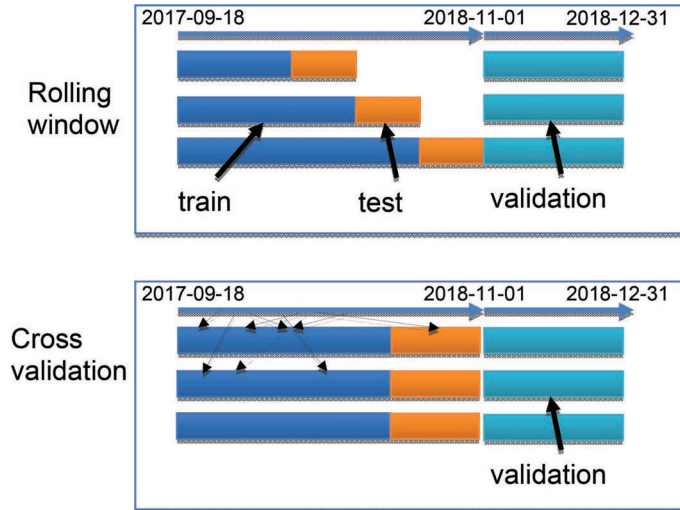 2017-09-18 2018-11-01 2018-12-31
Rolling
window
train test validation
2017-09-18 2018-11-01 2018-12-31
Cross
validation
validation